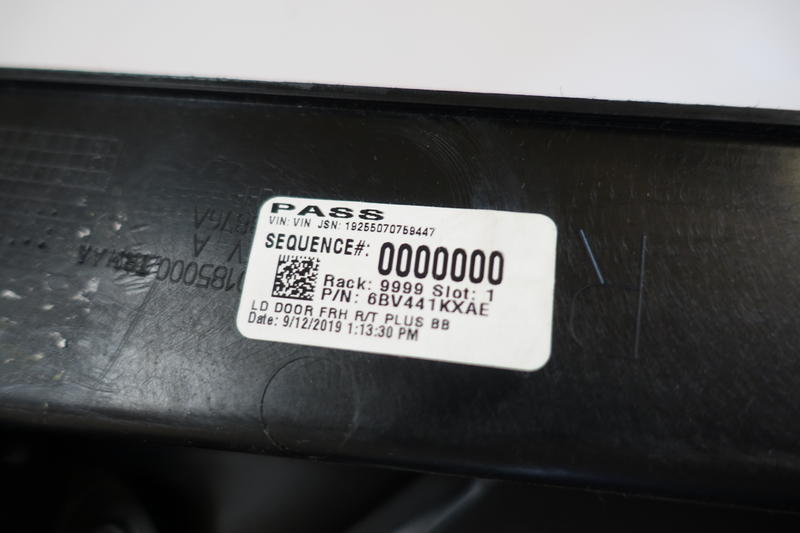 PASS
VIN: VIN JSN: 19255070759447
SEQUENCE#: 0000000
Rack: 9999 Slot: 1
P/N: 6BV441KXAE
LD DOOR FRH R/T PLUS BB
Date: 9/12/2019 1:13:30 PM